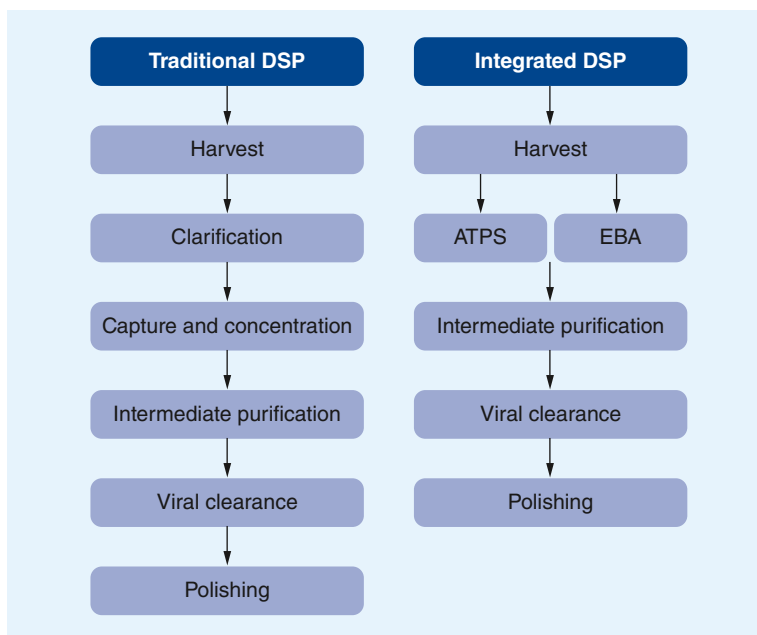 Traditional DSP
Harvest
Clarification
Capture and concentration
Intermediate purification
Viral clearance
Polishing
Integrated DSP
Harvest
ATPS
EBA
Intermediate purification
Viral clearance
Polishing